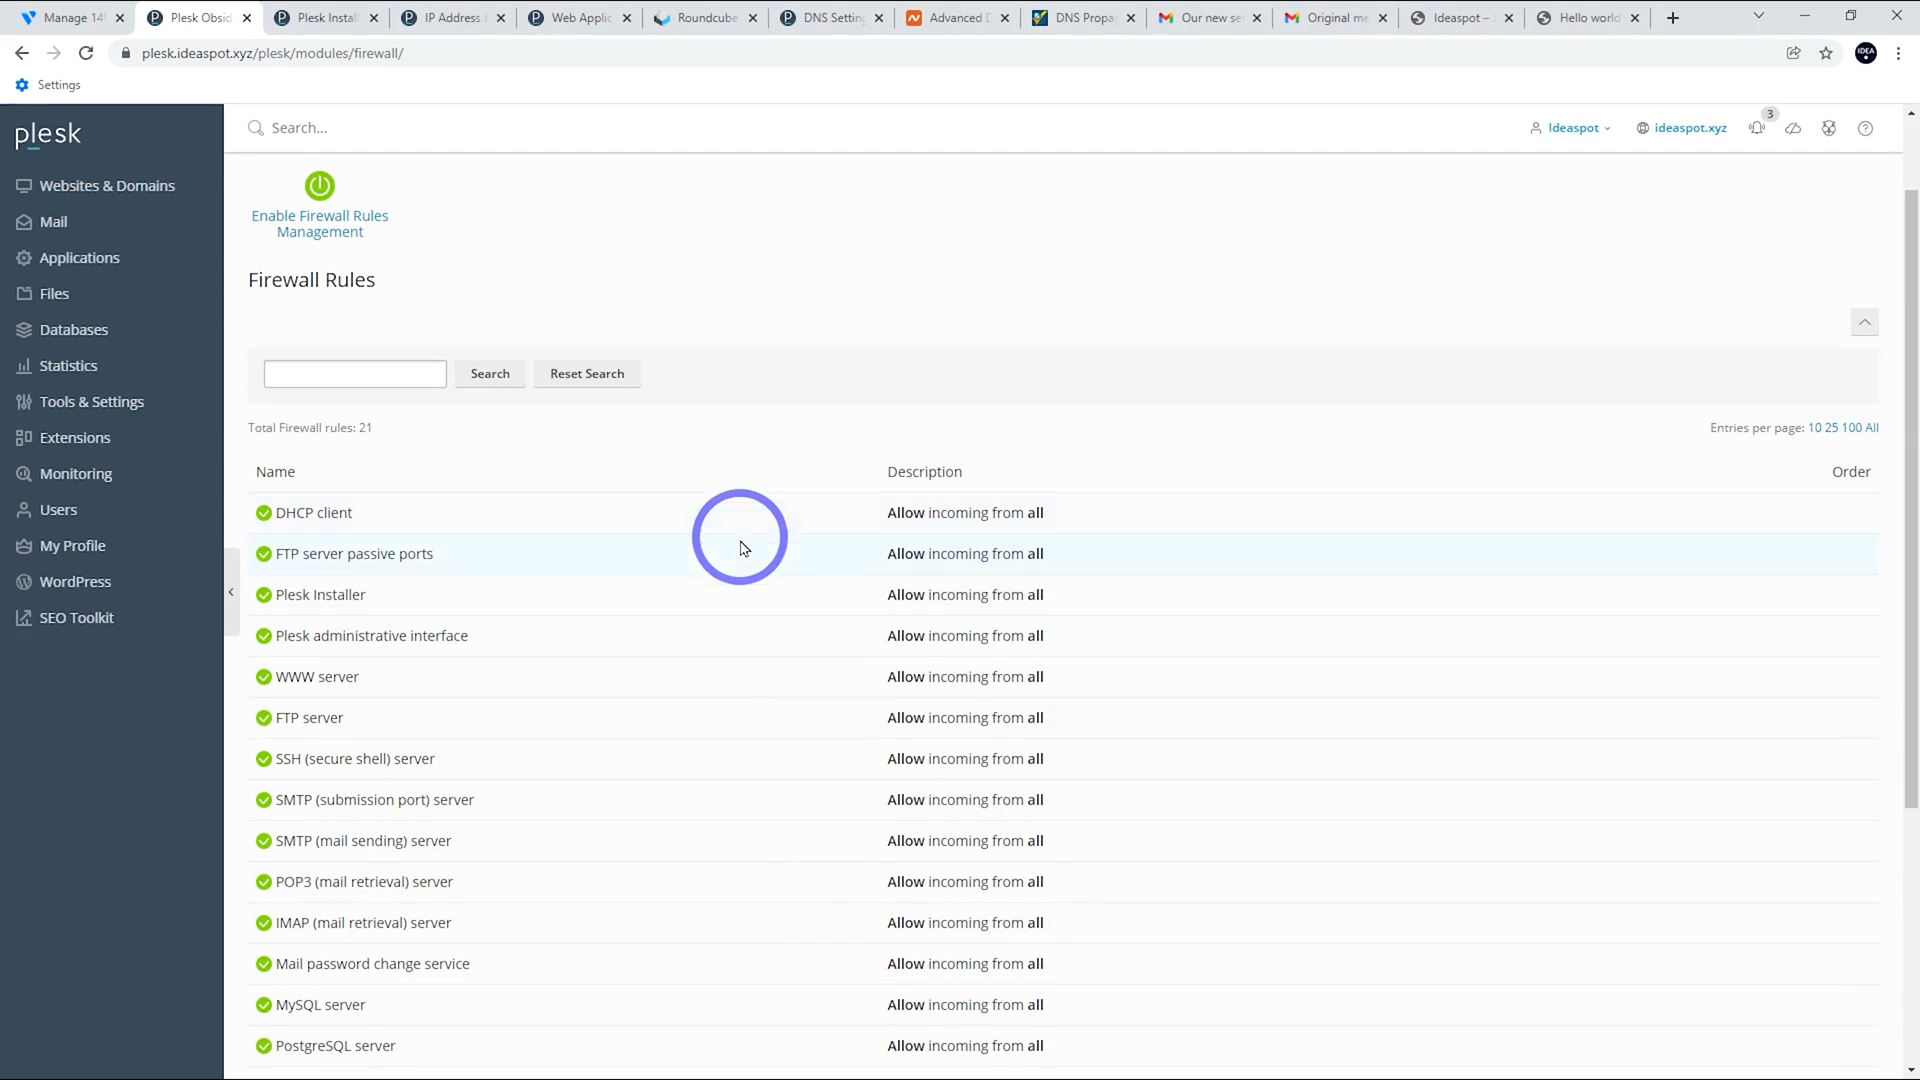 Manage 149
Plesk Obsid
Plesk Install
IP Address B
Web Applic
Roundcube
DNS Setting
Advanced D
DNS Propa
Our new se
Original me
Ideaspot –
Hello world
plesk.ideaspot.xyz/plesk/modules/firewall/
IDEA
Settings
plesk
Search...
Ideaspot
ideaspot.xyz
3
Websites & Domains
Mail
Applications
Files
Databases
Statistics
Tools & Settings
Extensions
Monitoring
Users
My Profile
WordPress
SEO Toolkit
Enable Firewall Rules
Management
Firewall Rules
Search Reset Search
Total Firewall rules: 21 Entries per page: 10 25 100 All
Name Description Order
DHCP client Allow incoming from all
FTP server passive ports Allow incoming from all
Plesk Installer Allow incoming from all
Plesk administrative interface Allow incoming from all
WWW server Allow incoming from all
FTP server Allow incoming from all
SSH (secure shell) server Allow incoming from all
SMTP (submission port) server Allow incoming from all
SMTP (mail sending) server Allow incoming from all
POP3 (mail retrieval) server Allow incoming from all
IMAP (mail retrieval) server Allow incoming from all
Mail password change service Allow incoming from all
MySQL server Allow incoming from all
PostgreSQL server Allow incoming from all